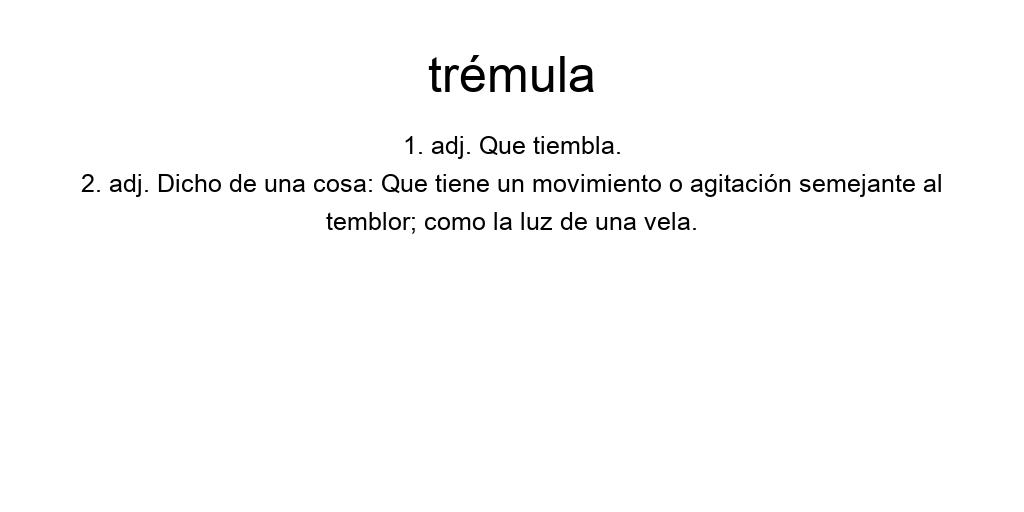 trémula
1. adj. Que tiembla.
2. adj. Dicho de una cosa: Que tiene un movimiento o agitación semejante al
temblor; como la luz de una vela.